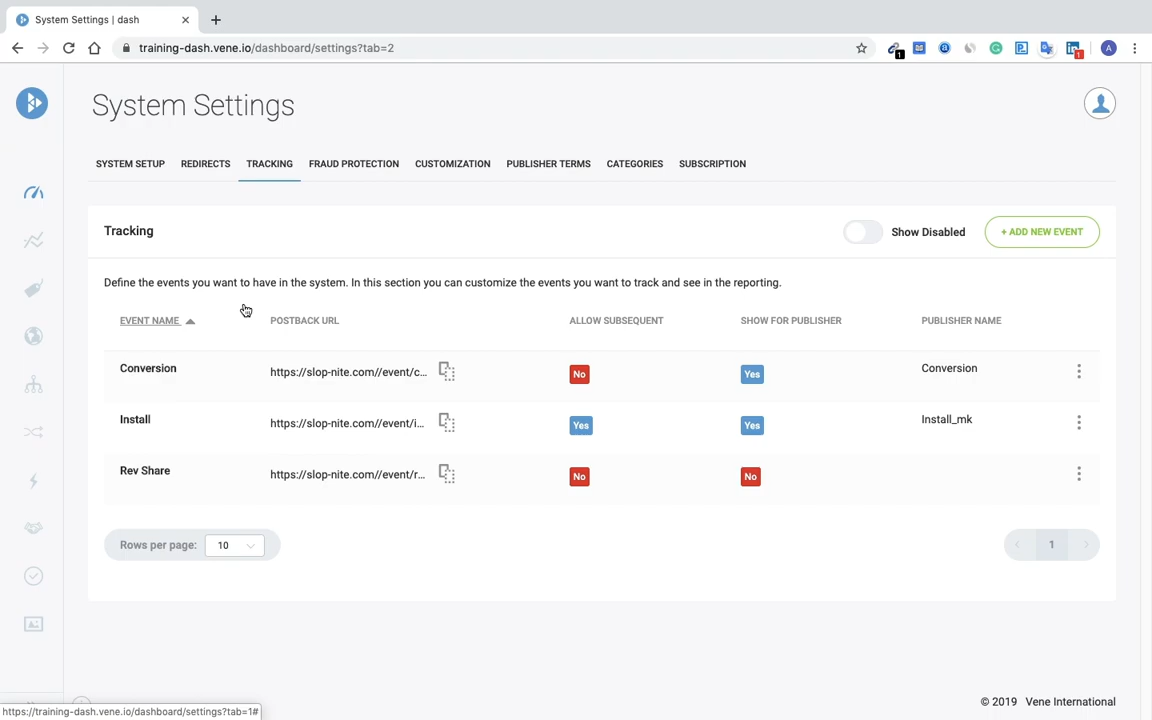 System Settings | dash
training-dash.vene.io/dashboard/settings?tab=2
1
1
A
System Settings
SYSTEM SETUP REDIRECTS TRACKING FRAUD PROTECTION CUSTOMIZATION PUBLISHER TERMS CATEGORIES SUBSCRIPTION
Tracking
Show Disabled
+ ADD NEW EVENT
Define the events you want to have in the system. In this section you can customize the events you want to track and see in the reporting.
EVENT NAME POSTBACK URL ALLOW SUBSEQUENT SHOW FOR PUBLISHER PUBLISHER NAME
Conversion https://slop-nite.com//event/c... No Yes Conversion
Install https://slop-nite.com//event/i... Yes Yes Install_mk
Rev Share https://slop-nite.com//event/r... No No
Rows per page: 10
1
© 2019 Vene International
https://training-dash.vene.io/dashboard/settings?tab=1#